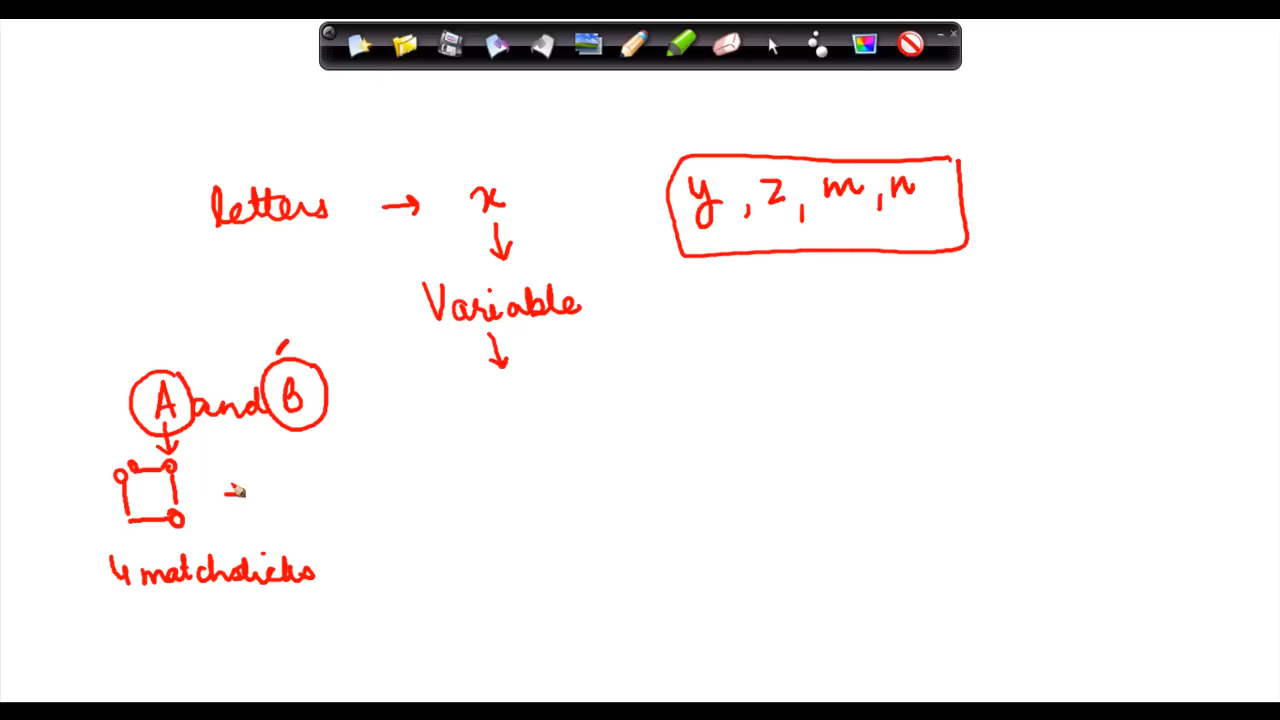 letters → x
y, z, m, n
↓
Variable
↓
A and B
↓
4 matchsticks